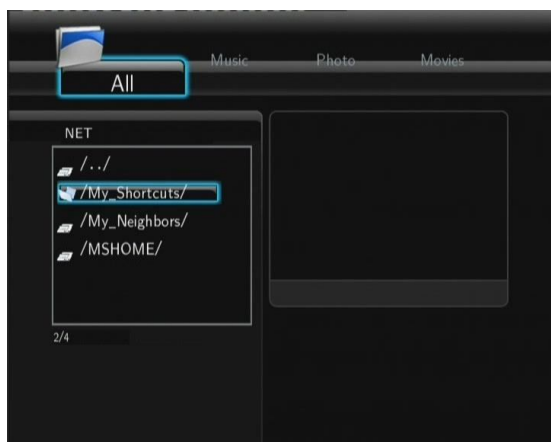 All
Music
Photo
Movies
NET
/../
/My_Shortcuts/
/My_Neighbors/
/MSHOME/
2/4